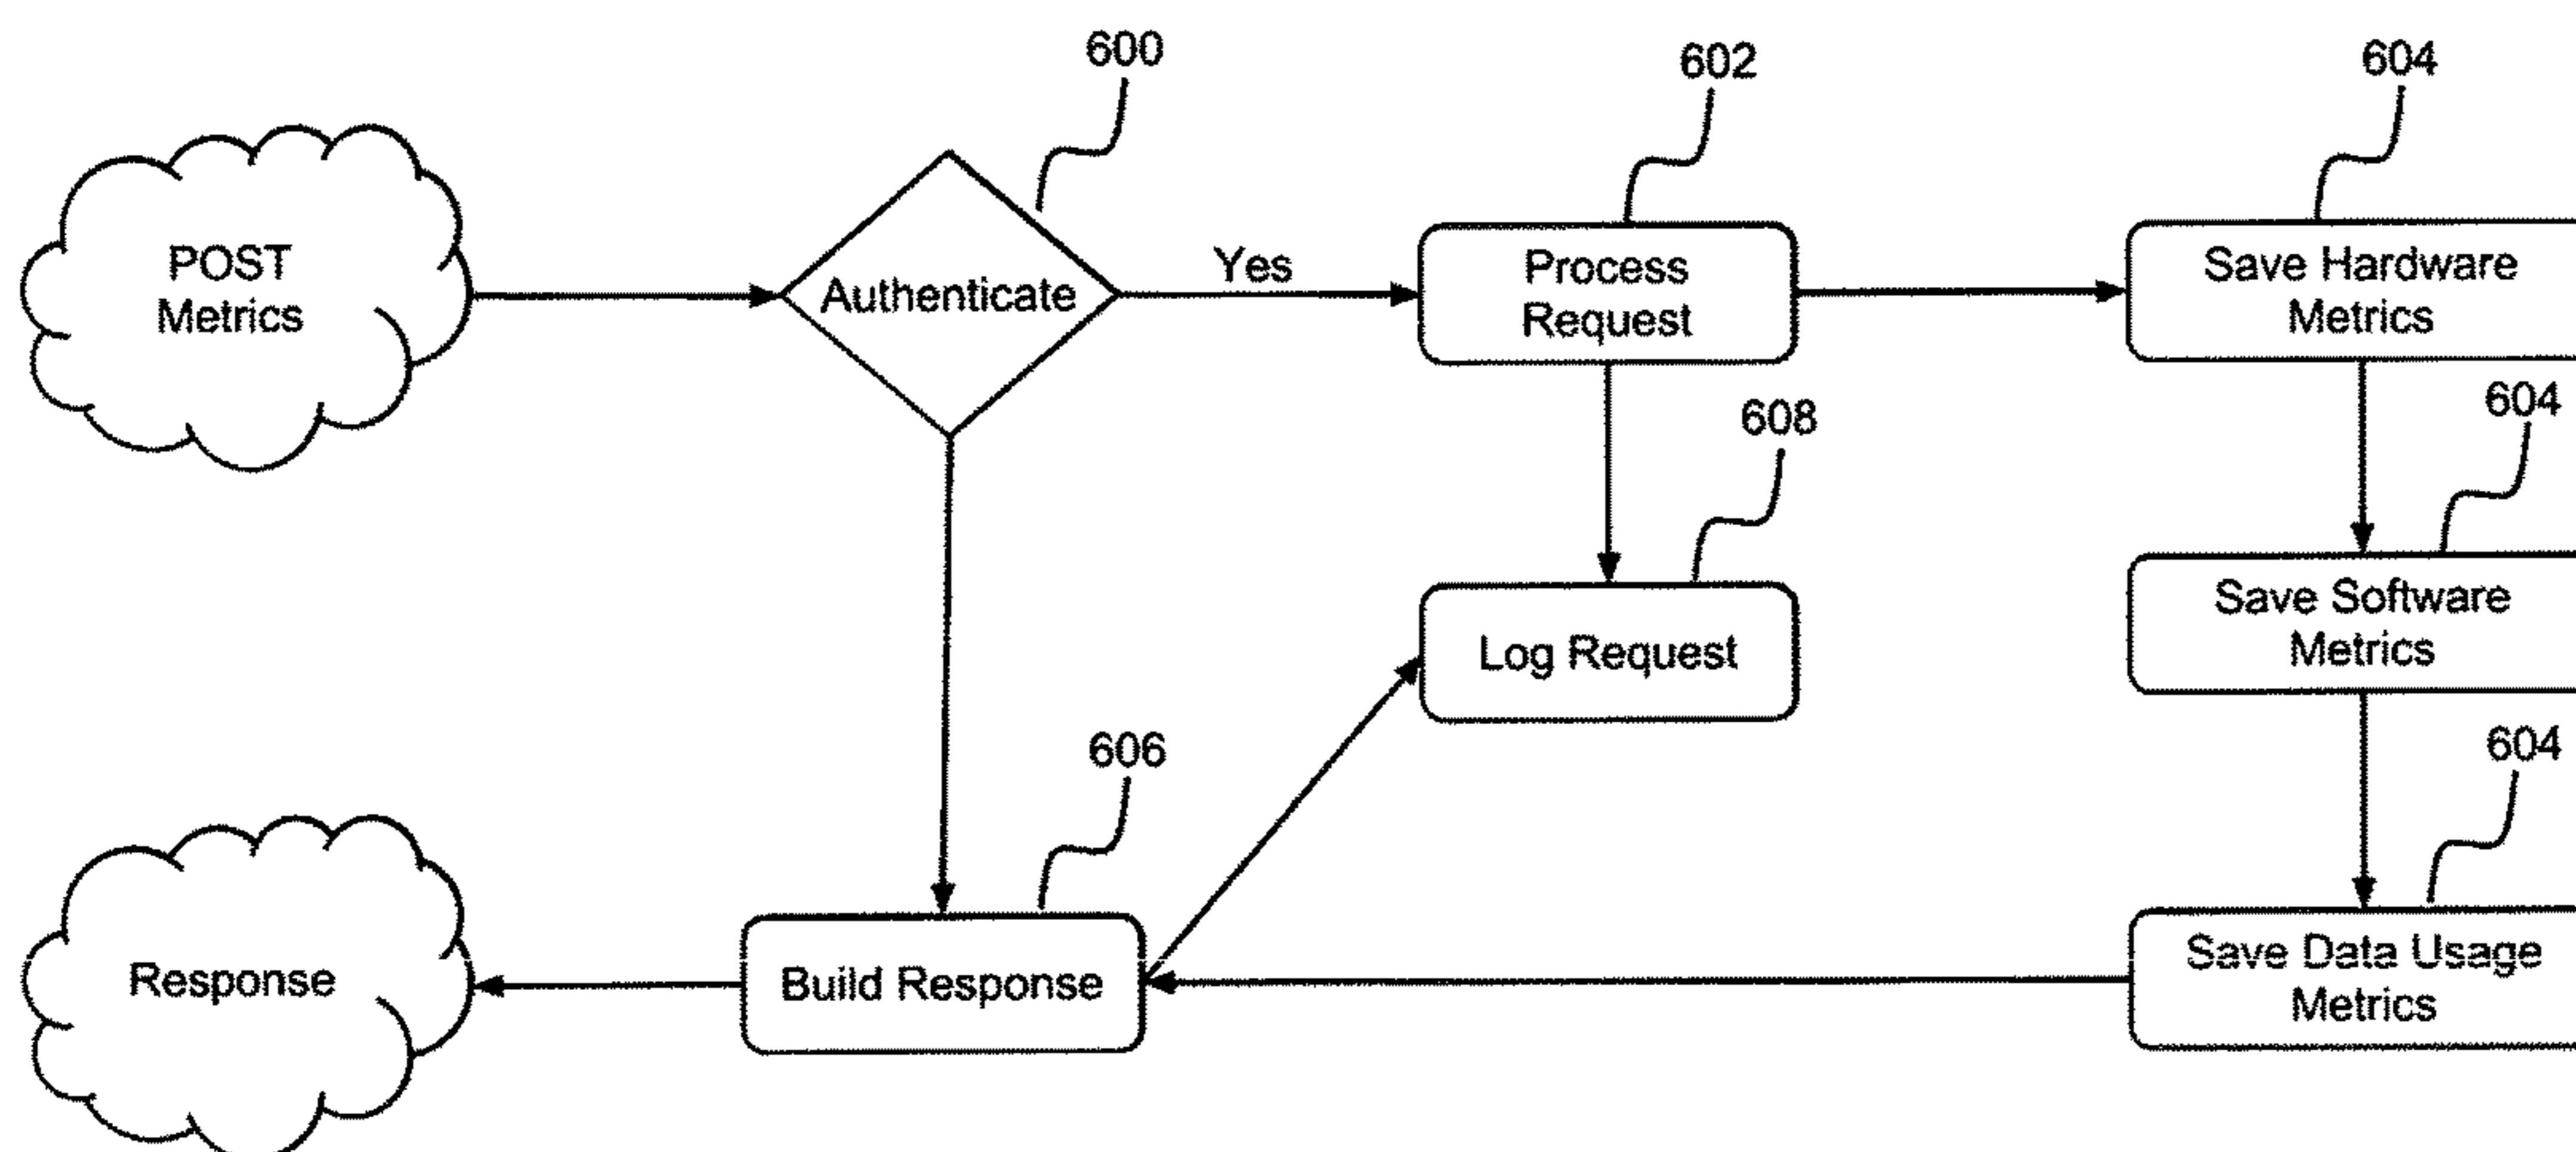 600
602
604
POST
Metrics
Authenticate
Yes
Process
Request
Save Hardware
Metrics
608
604
Log Request
Save Software
Metrics
606
604
Response
Build Response
Save Data Usage
Metrics